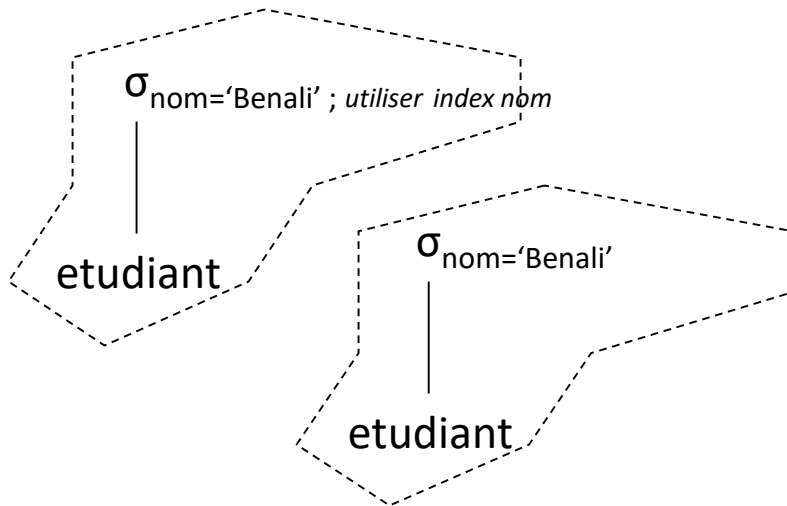 σnom=‘Benali’ ; utiliser index nom
etudiant
σnom=‘Benali’
etudiant